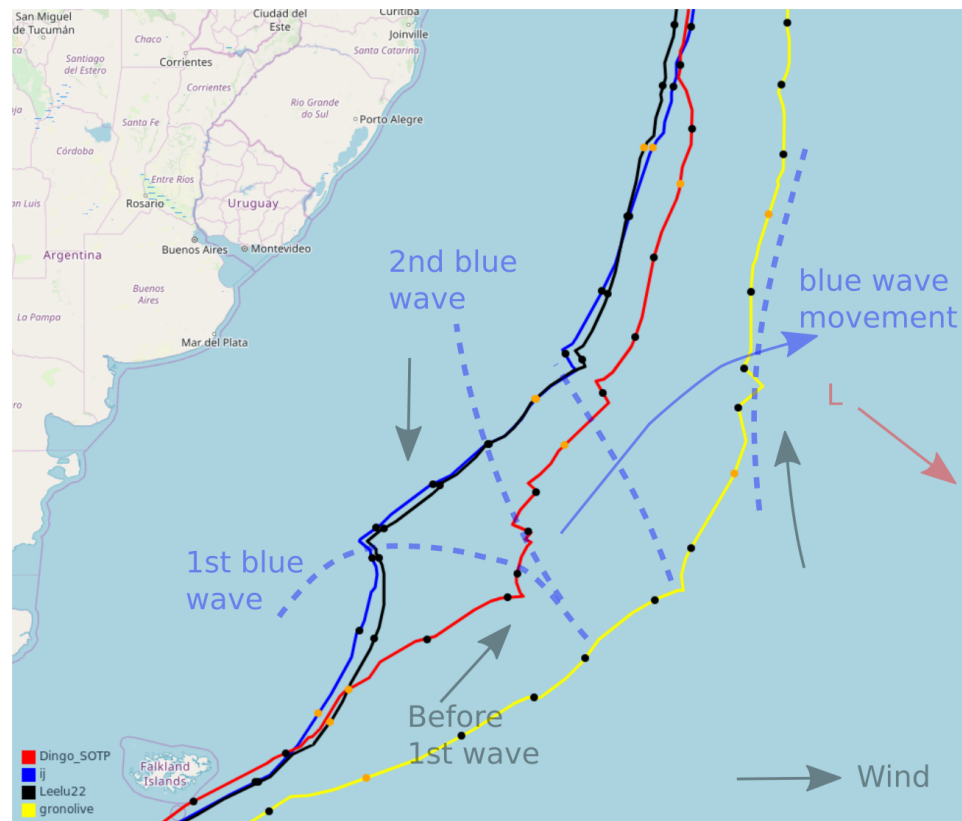 San Miguel
de Tucumán
Ciudad del
Este
Curitiba
Joinville
Chaco
Corrientes
Santiago
del Estero
Santa Catarina
Corrientes
Rio Grande
do Sul
Santa Fe
Porto Alegre
Córdoba
Entre Ríos
an Luis
Rosario
Uruguay
Argentina
Buenos Aires
Montevideo
Buenos
Aires
La Pampa
Mar del Plata
ro
2nd blue
wave
blue wave
movement
L
1st blue
wave
Before
1st wave
Wind
Falkland
Islands
Dingo_SOTP
ij
Leelu22
gronolive